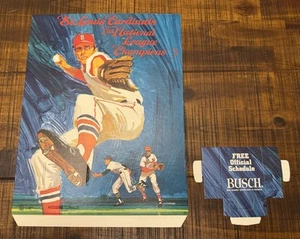 St. Louis Cardinals
National
League
Champions
FREE
Official
Schedule
BUSCH